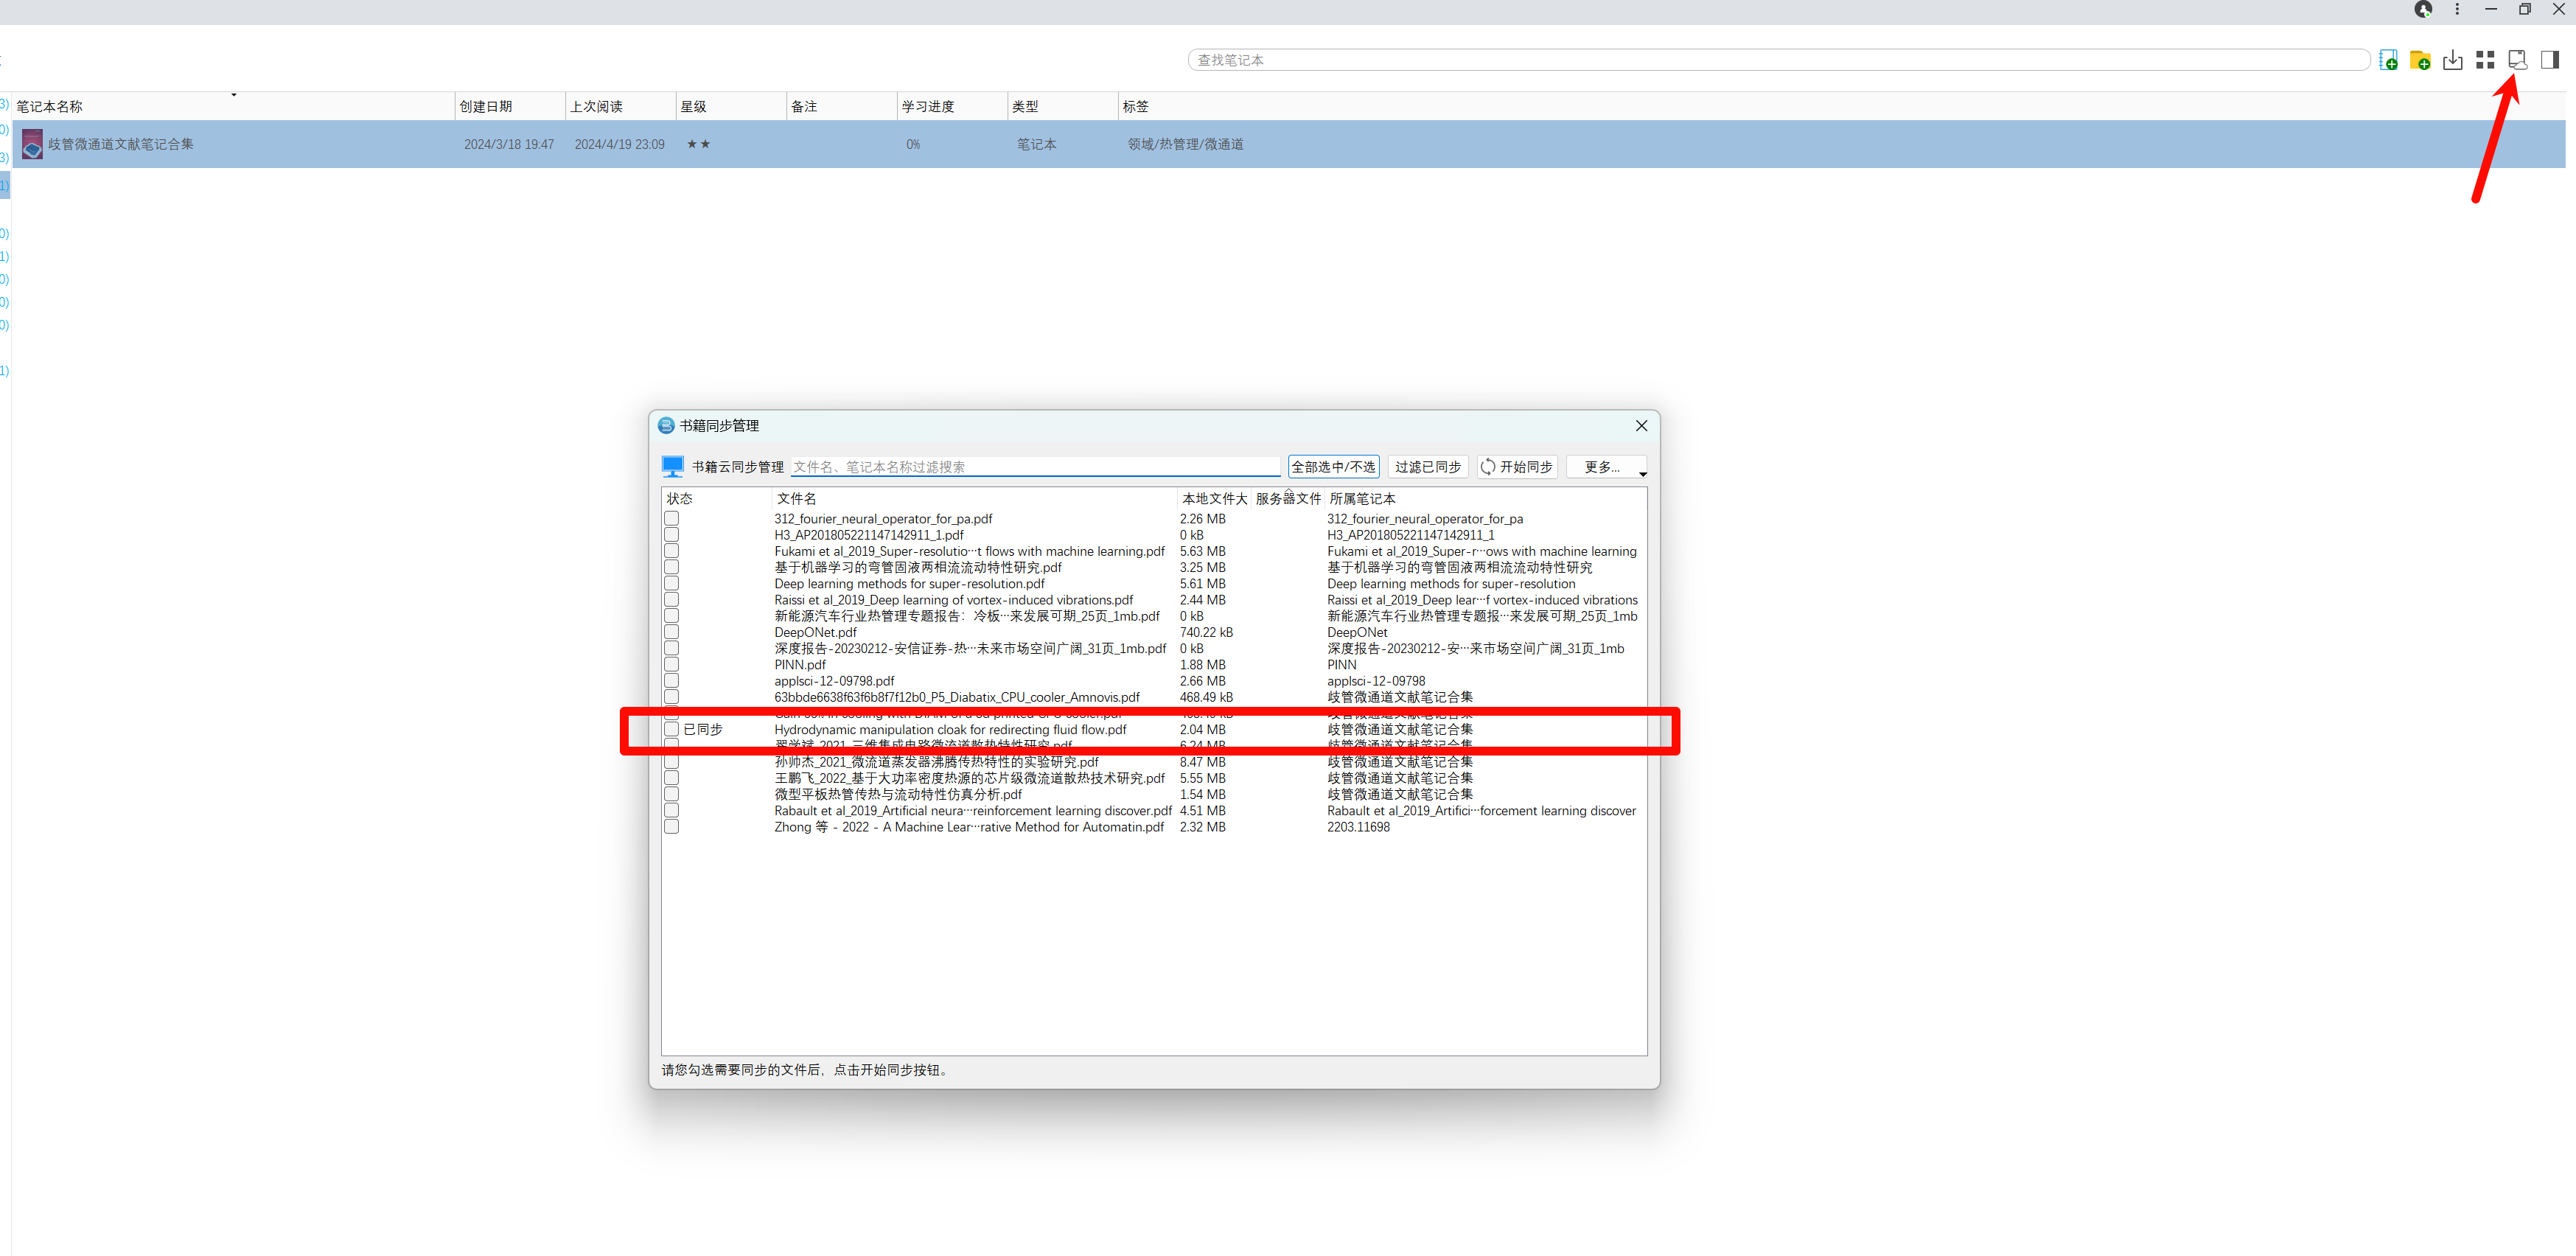 查找笔记本
笔记本名称 创建日期 上次阅读 星级 备注 学习进度 类型 标签
歧管微通道文献笔记合集 2024/3/18 19:47 2024/4/19 23:09 ★★ 0% 笔记本 领域/热管理/微通道
3)
0)
3)
1)
0)
1)
0)
0)
0)
1)
书籍同步管理
书籍云同步管理 文件名、笔记本名称过滤搜索 全部选中/不选 过滤已同步 开始同步 更多...
状态 文件名 本地文件大 服务器文件 所属笔记本
312_fourier_neural_operator_for_pa.pdf 2.26 MB 312_fourier_neural_operator_for_pa
H3_AP201805221147142911_1.pdf 0 kB H3_AP201805221147142911_1
Fukami et al_2019_Super-resolutio···t flows with machine learning.pdf 5.63 MB Fukami et al_2019_Super-r···ows with machine learning
基于机器学习的弯管固液两相流流动特性研究.pdf 3.25 MB 基于机器学习的弯管固液两相流流动特性研究
Deep learning methods for super-resolution.pdf 5.61 MB Deep learning methods for super-resolution
Raissi et al_2019_Deep learning of vortex-induced vibrations.pdf 2.44 MB Raissi et al_2019_Deep lear···f vortex-induced vibrations
新能源汽车行业热管理专题报告：冷板···来发展可期_25页_1mb.pdf 0 kB 新能源汽车行业热管理专题报···来发展可期_25页_1mb
DeepONet.pdf 740.22 kB DeepONet
深度报告-20230212-安信证券-热···未来市场空间广阔_31页_1mb.pdf 0 kB 深度报告-20230212-安···来市场空间广阔_31页_1mb
PINN.pdf 1.88 MB PINN
applsci-12-09798.pdf 2.66 MB applsci-12-09798
63bbde6638f63f6b8f7f12b0_P5_Diabatix_CPU_cooler_Amnovis.pdf 468.49 kB 歧管微通道文献笔记合集
歧管微通道文献笔记合集
已同步 Hydrodynamic manipulation cloak for redirecting fluid flow.pdf 2.04 MB 歧管微通道文献笔记合集
翟学斌_2021_三维集成电路微流道散热特性研究.pdf 6.24 MB 歧管微通道文献笔记合集
孙帅杰_2021_微流道蒸发器沸腾传热特性的实验研究.pdf 8.47 MB 歧管微通道文献笔记合集
王鹏飞_2022_基于大功率密度热源的芯片级微流道散热技术研究.pdf 5.55 MB 歧管微通道文献笔记合集
微型平板热管传热与流动特性仿真分析.pdf 1.54 MB 歧管微通道文献笔记合集
Rabault et al_2019_Artificial neura···reinforcement learning discover.pdf 4.51 MB Rabault et al_2019_Artifici···forcement learning discover
Zhong 等 - 2022 - A Machine Lear···rative Method for Automatin.pdf 2.32 MB 2203.11698
请您勾选需要同步的文件后，点击开始同步按钮。